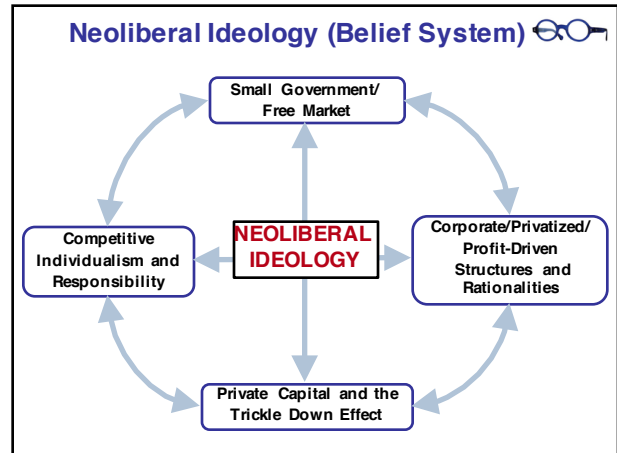 Neoliberal Ideology (Belief System)
Small Government/
Free Market
Competitive
Individualism and
Responsibility
NEOLIBERAL
IDEOLOGY
Corporate/Privatized/
Profit-Driven
Structures and
Rationalities
Private Capital and the
Trickle Down Effect